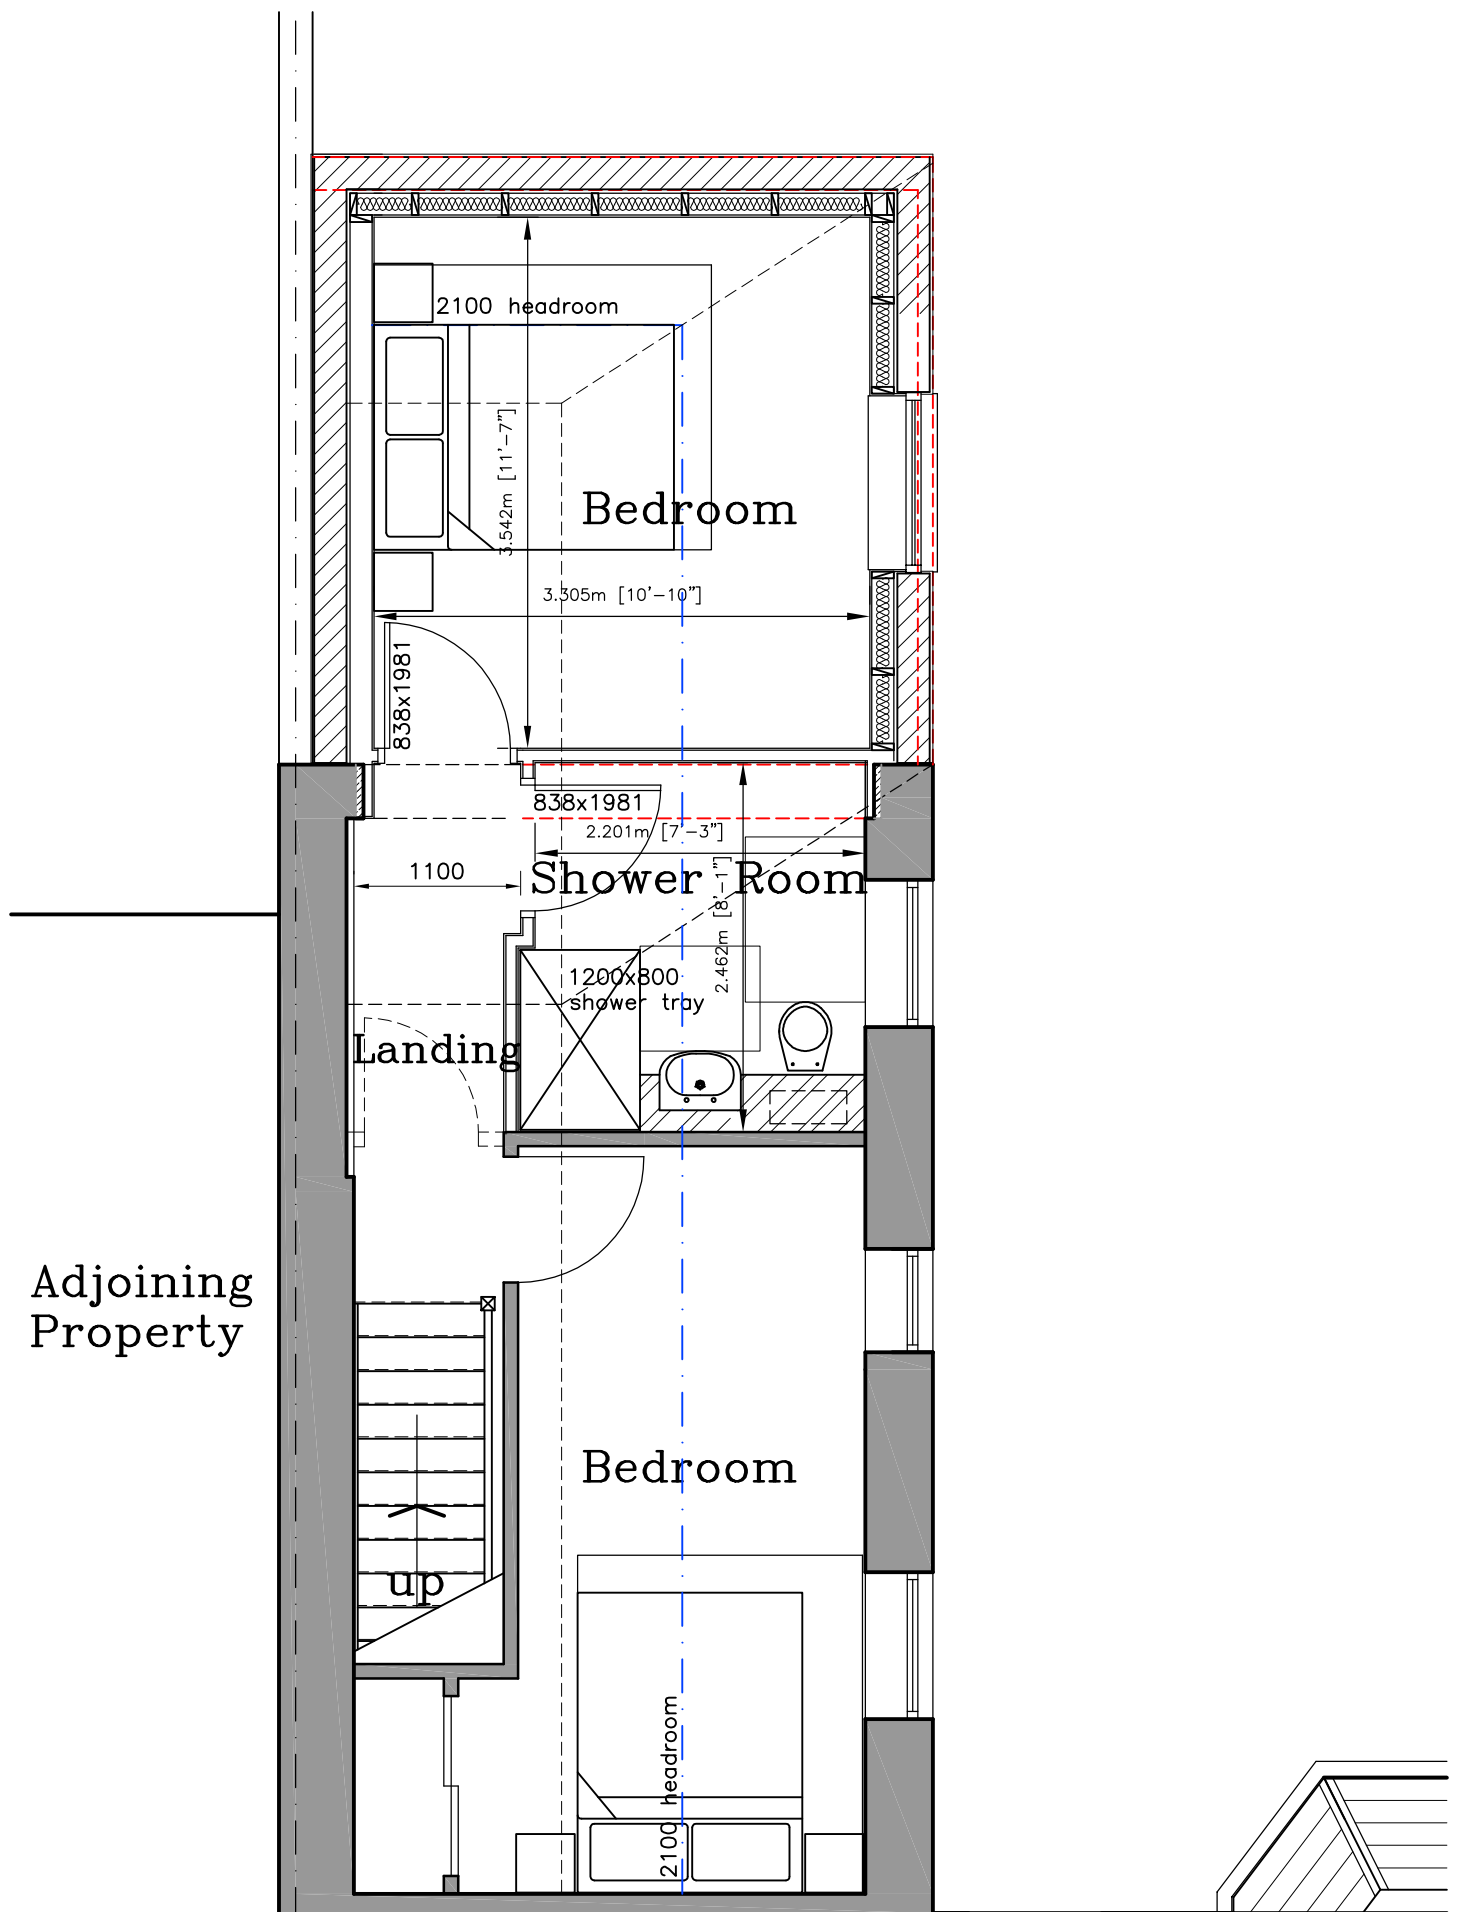 2100 headroom
3.542m [11'-7"]
Bedroom
3.305m [10'-10"]
838x1981
838x1981
2.201m [7'-3"]
1100
Shower Room
2.462m [8'-1"]
1200x800
shower tray
Landing
Adjoining
Property
Bedroom
up
2100 headroom